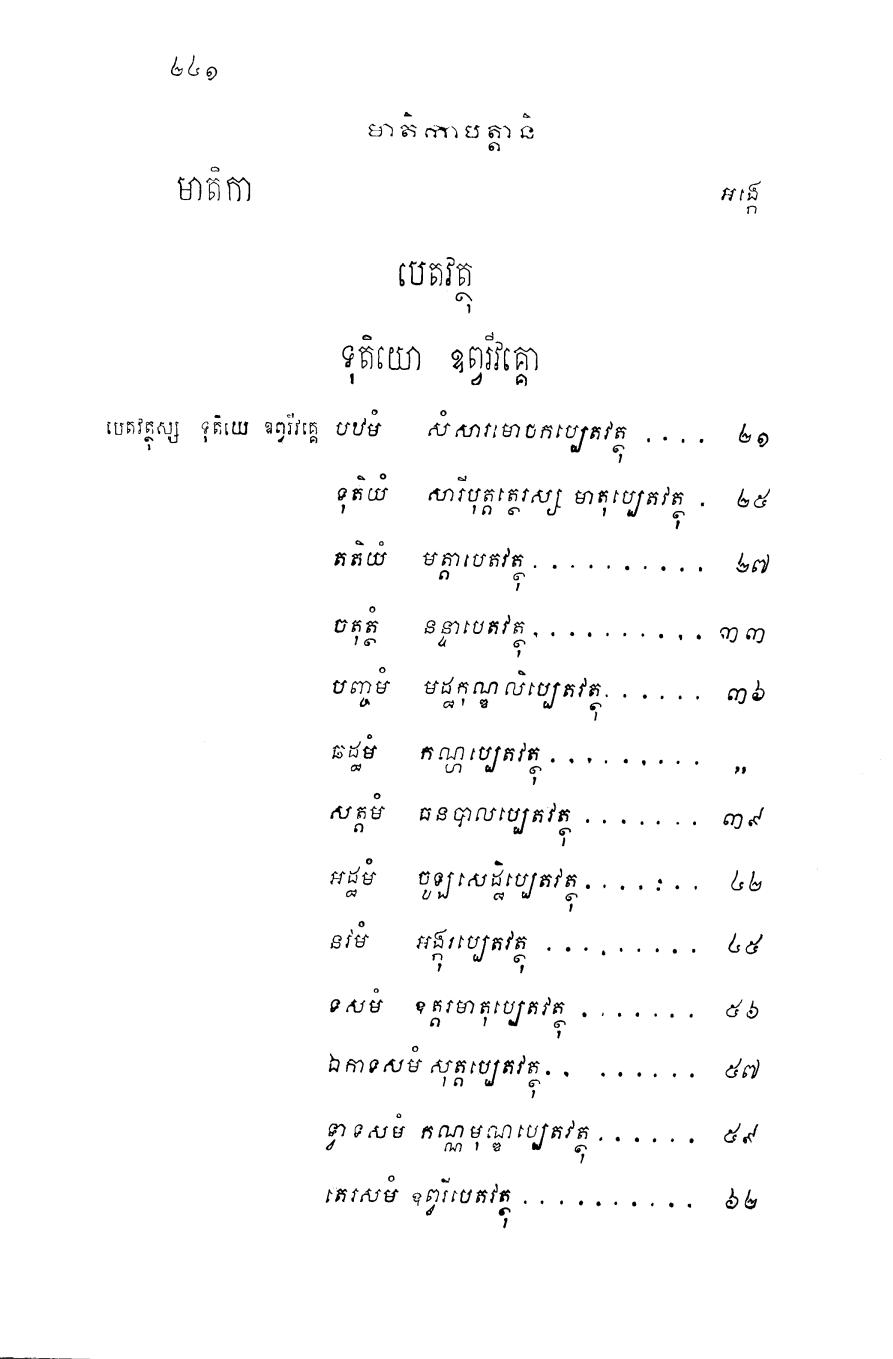 ២៤១
មាតិកាបត្តានិ
មាតិកា អង្កេ
បេតវត្ថុ
ទុតិយោ ឧព្វរីវគ្គោ
បេតវត្ថុស្ស ទុតិយេ ឧព្វរីវគ្គេ បឋមំ សំសារមោចកប្បេតវត្ថុ .... ២១
ទុតិយំ សារីបុត្តត្ថេរស្ស មាតុប្បេតវត្ថុ . ២៥
តតិយំ មត្តាបេតវត្ថុ .......... ២៧
ចតុត្ថំ នន្ទាបេតវត្ថុ .......... ៣៣
បញ្ចមំ មដ្ឋកុណ្ឌលិប្បេតវត្ថុ ...... ៣៦
ឆដ្ឋមំ កណ្ហប្បេតវត្ថុ ......... „
សត្តមំ ធនបាលប្បេតវត្ថុ ....... ៣៩
អដ្ឋមំ ចូឡសេដ្ឋិប្បេតវត្ថុ ....... ៤២
នវមំ អង្កុរប្បេតវត្ថុ ......... ៤៥
ទសមំ ឧត្តរមាតុប្បេតវត្ថុ ....... ៥៦
ឯកាទសមំ សុត្តប្បេតវត្ថុ .. ...... ៥៧
ទ្វាទសមំ កណ្ណមុណ្ឌប្បេតវត្ថុ ...... ៥៩
តេរសមំ ឧព្វរីបេតវត្ថុ .......... ៦២